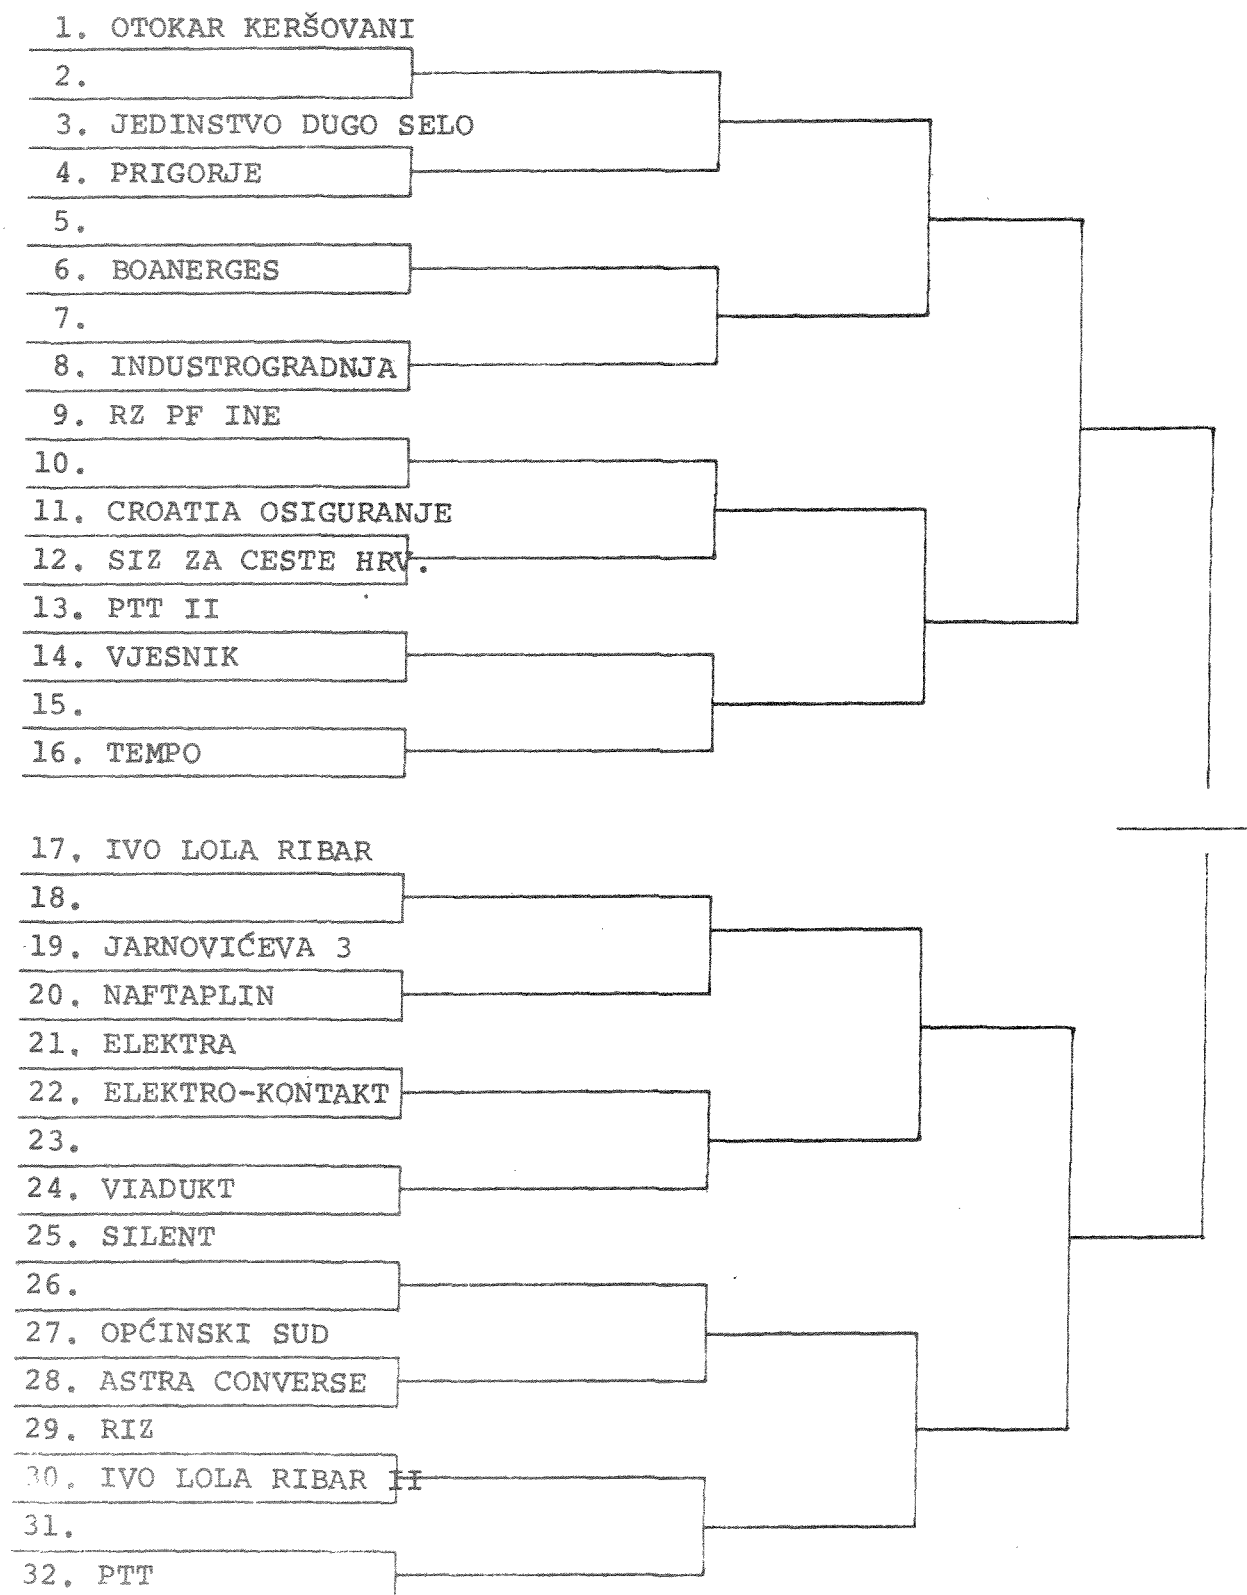 1. OTOKAR KERŠOVANI
2.
3. JEDINSTVO DUGO SELO
4. PRIGORJE
5.
6. BOANERGES
7.
8. INDUSTROGRADNJA
9. RZ PF INE
10.
11. CROATIA OSIGURANJE
12. SIZ ZA CESTE HRV.
13. PTT II
14. VJESNIK
15.
16. TEMPO
17. IVO LOLA RIBAR
18.
19. JARNOVIĆEVA 3
20. NAFTAPLIN
21. ELEKTRA
22. ELEKTRO-KONTAKT
23.
24. VIADUKT
25. SILENT
26.
27. OPĆINSKI SUD
28. ASTRA CONVERSE
29. RIZ
30. IVO LOLA RIBAR II
31.
32. PTT